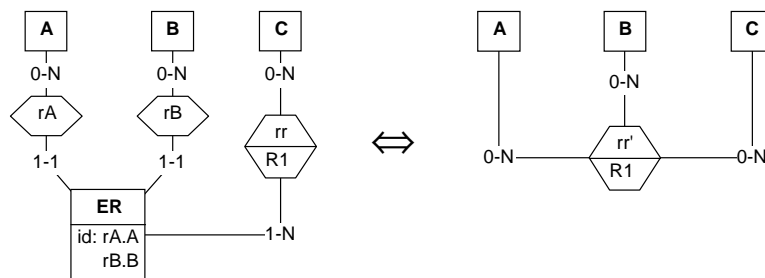 A B C A B C
0-N 0-N 0-N 0-N
rA rB rr rr'
R1 ⇔ R1
1-1 1-1 0-N 0-N
ER
id: rA.A 1-N
rB.B